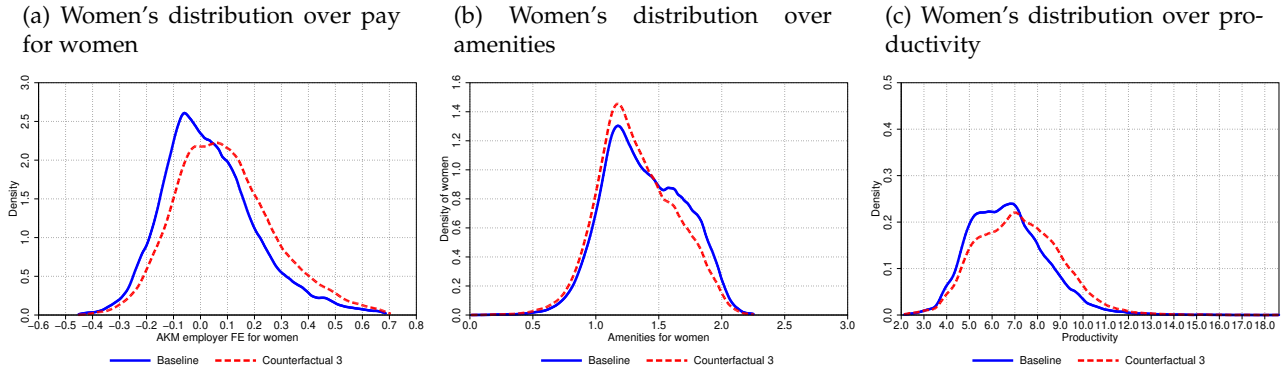 (a) Women's distribution over pay
for women
(b) Women's distribution over
amenities
(c) Women's distribution over pro-
ductivity
Density
0.0 0.5 1.0 1.5 2.0 2.5 3.0
−0.6 −0.5 −0.4 −0.3 −0.2 −0.1 0.0 0.1 0.2 0.3 0.4 0.5 0.6 0.7 0.8
AKM employer FE for women
Baseline Counterfactual 3
Density of women
0.0 0.2 0.4 0.6 0.8 1.0 1.2 1.4 1.6
0.0 0.5 1.0 1.5 2.0 2.5 3.0
Amenities for women
Baseline Counterfactual 3
Density
0.0 0.1 0.2 0.3 0.4 0.5
2.0 3.0 4.0 5.0 6.0 7.0 8.0 9.0 10.0 11.0 12.0 13.0 14.0 15.0 16.0 17.0 18.0
Productivity
Baseline Counterfactual 3